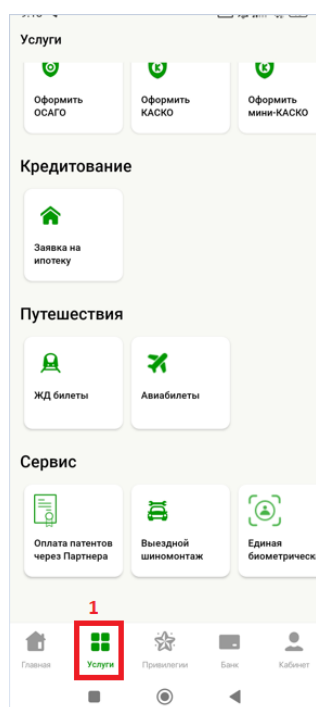 Услуги
Оформить
ОСАГО
Оформить
КАСКО
Оформить
мини-КАСКО
Кредитование
Заявка на
ипотеку
Путешествия
ЖД билеты
Авиабилеты
Сервис
Оплата патентов
через Партнера
Выездной
шиномонтаж
Единая
биометрическ
1
Главная
Услуги
Привилегии
Банк
Кабинет